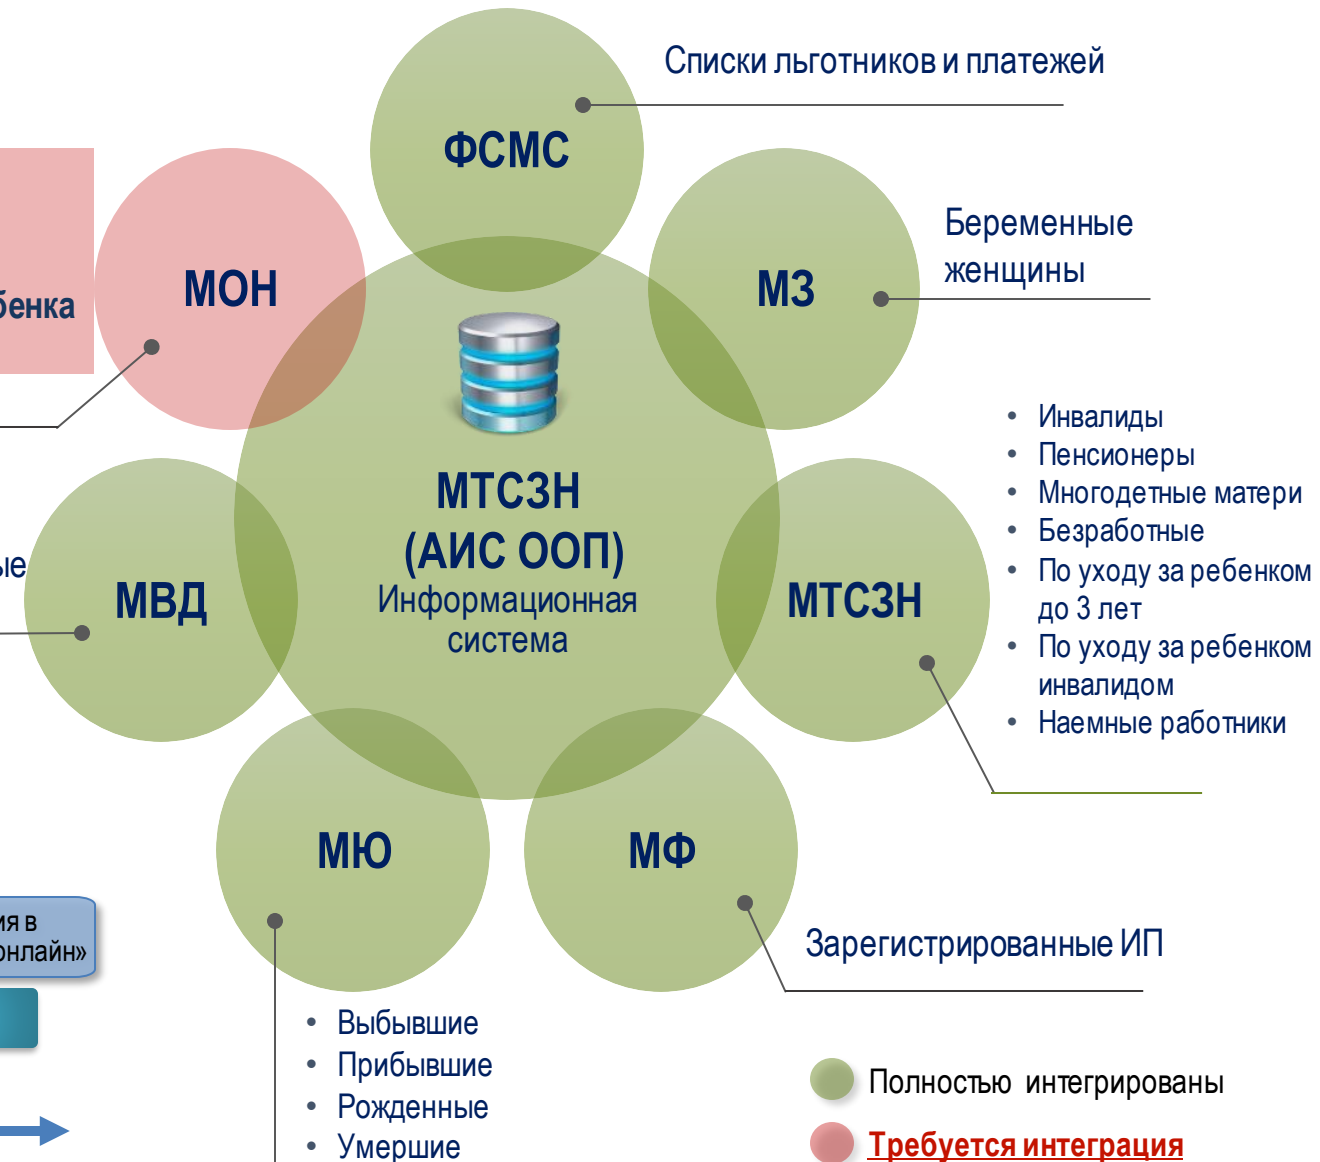 Списки льготников и платежей
ФСМС
МОН
МЗ
Беременные
женщины
МТСЗН
(АИС ООП)
Информационная
система
• Инвалиды
• Пенсионеры
• Многодетные матери
• Безработные
• По уходу за ребенком
до 3 лет
• По уходу за ребенком
инвалидом
• Наемные работники
МВД
МТСЗН
МЮ
МФ
Зарегистрированные ИП
онлайн»
• Выбывшие
• Прибывшие
• Рожденные
• Умершие
Полностью интегрированы
Требуется интеграция